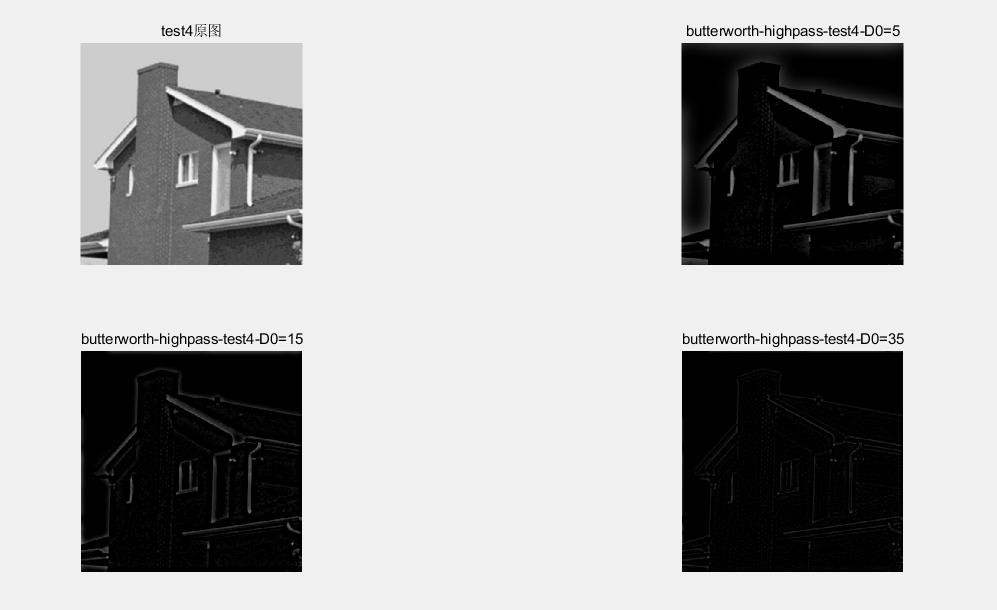 test4原图
butterworth-highpass-test4-D0=5
butterworth-highpass-test4-D0=15
butterworth-highpass-test4-D0=35